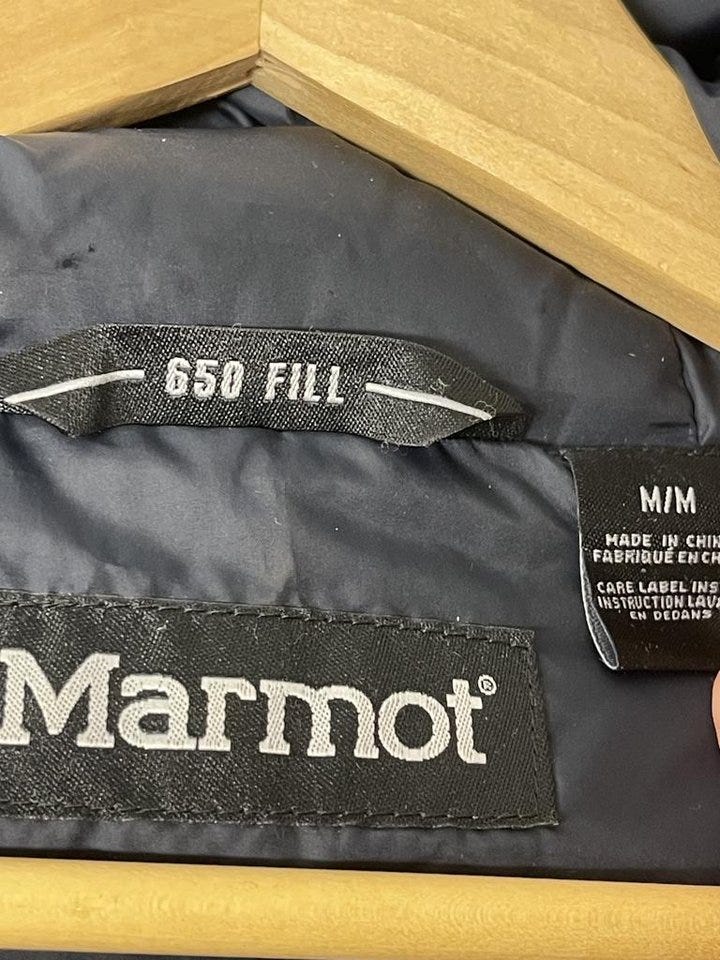 650 FILL
M/M
MADE IN CHIN
FABRIQUÉ EN CH
CARE LABEL INS
INSTRUCTION LAV
EN DEDANS
Marmot®